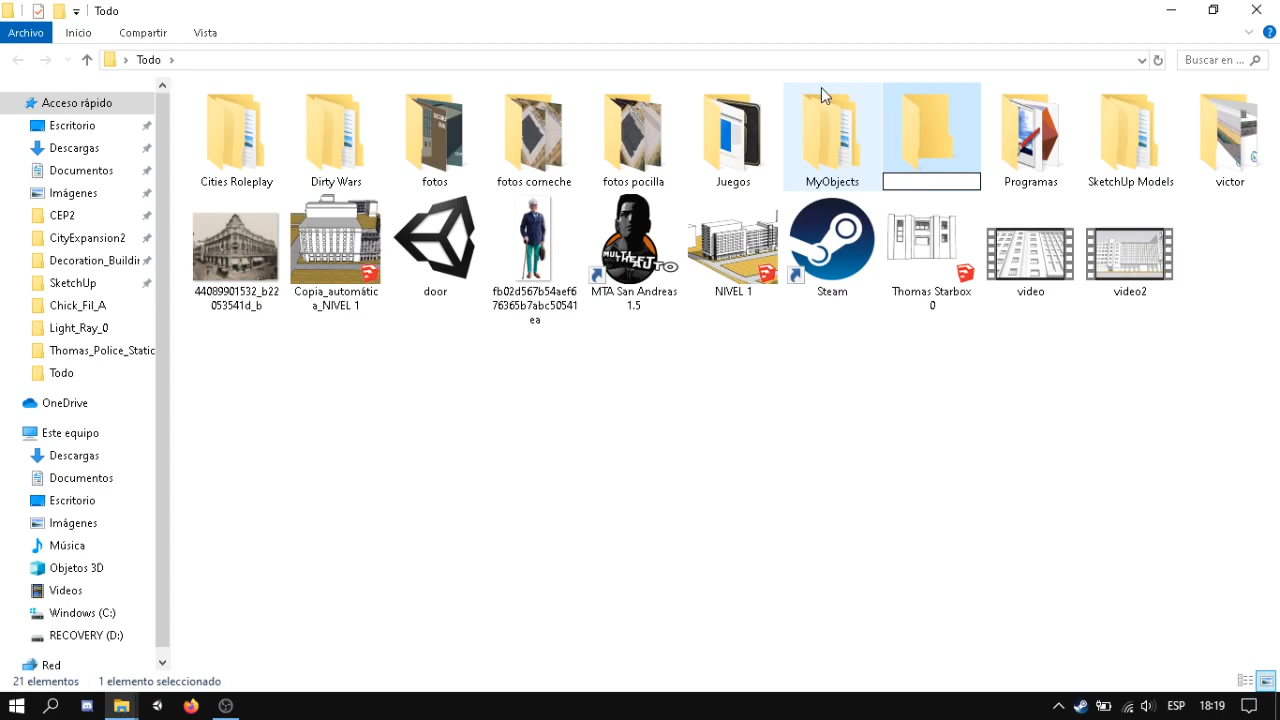 Todo
Archivo
Inicio
Compartir
Vista
Todo
Buscar en ...
Acceso rápido
Escritorio
Descargas
Documentos
Imágenes
CEP2
CityExpansion2
Decoration_Buildir
SketchUp
Chick_Fil_A
Light_Ray_0
Thomas_Police_Static
Todo
OneDrive
Este equipo
Descargas
Documentos
Escritorio
Imágenes
Música
Objetos 3D
Videos
Windows (C:)
RECOVERY (D:)
Red
Cities Roleplay
Dirty Wars
fotos
fotos corneche
fotos pocilla
Juegos
MyObjects
Programas
SketchUp Models
victor
44089901532_b22
053541d_b
Copia_automátic
a_NIVEL 1
door
fb02d567b54aef6
76365b7abc50541
ea
MTA San Andreas
1.5
NIVEL 1
Steam
Thomas Starbox
0
video
video2
21 elementos
1 elemento seleccionado
ESP
18:19